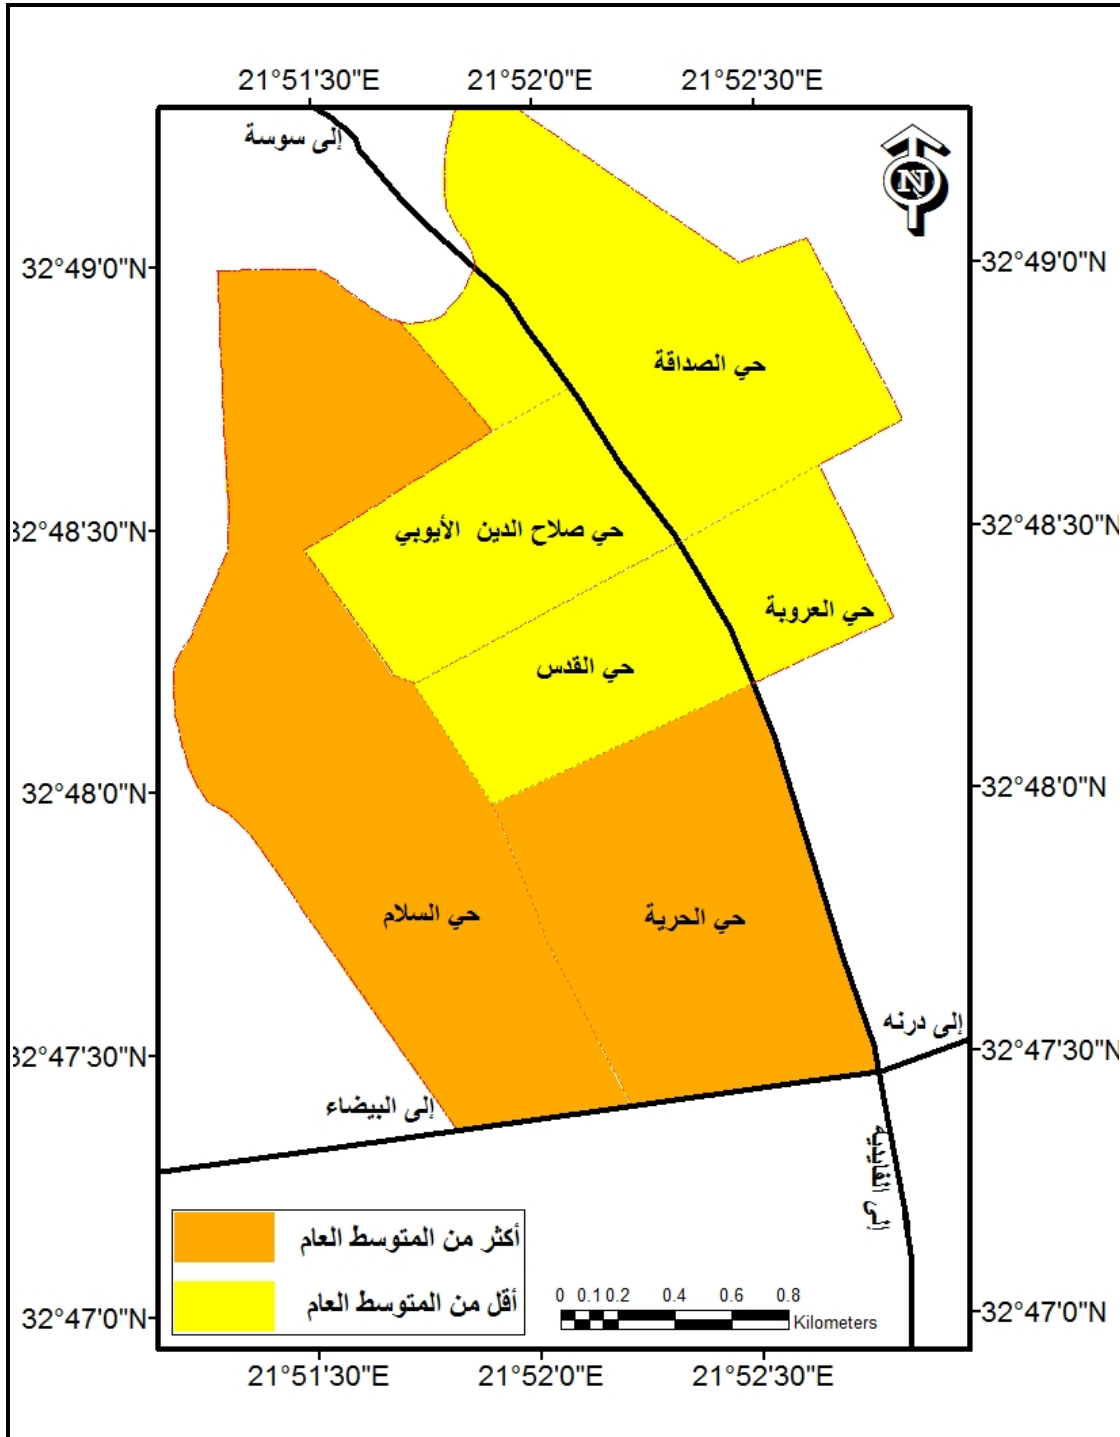 21°51'30"E
21°52'0"E
21°52'30"E
إلى سوسة
N
32°49'0"N
32°49'0"N
حي الصداقة
32°48'30"N
حي صلاح الدين الأيوبي
32°48'30"N
حي العروبة
حي القدس
32°48'0"N
32°48'0"N
حي السلام
حي الحرية
إلى درنه
32°47'30"N
32°47'30"N
إلى البيضاء
إلى القايدية
أكثر من المتوسط العام
أقل من المتوسط العام
0 0.1 0.2 0.4 0.6 0.8
Kilometers
32°47'0"N
32°47'0"N
21°51'30"E
21°52'0"E
21°52'30"E